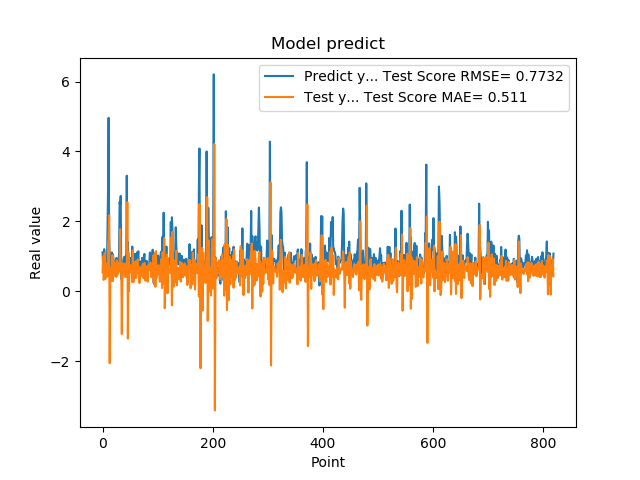 Model predict
Predict y... Test Score RMSE= 0.7732
Test y... Test Score MAE= 0.511
Real value
6
4
2
0
−2
0 200 400 600 800
Point